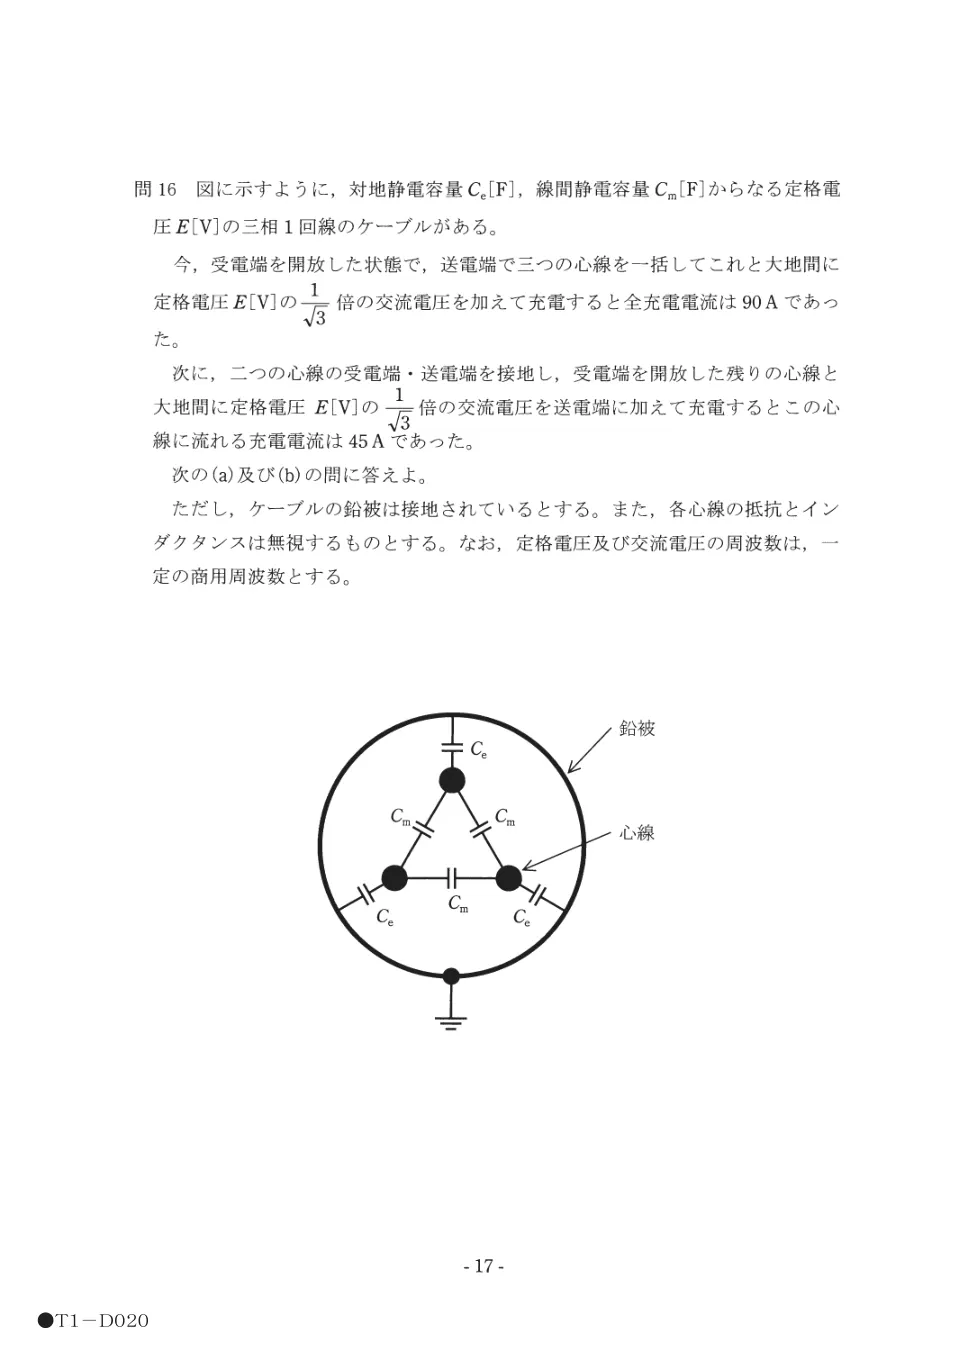 問 16 図に示すように，対地静電容量 Ce[F]，線間静電容量 Cm[F]からなる定格電
圧 E[V]の三相 1 回線のケーブルがある。
今，受電端を開放した状態で，送電端で三つの心線を一括してこれと大地間に
定格電圧 E[V]の 1/√3 倍の交流電圧を加えて充電すると全充電電流は 90 A であっ
た。
次に，二つの心線の受電端・送電端を接地し，受電端を開放した残りの心線と
大地間に定格電圧 E[V]の 1/√3 倍の交流電圧を送電端に加えて充電するとこの心
線に流れる充電電流は 45 A であった。
次の(a)及び(b)の問に答えよ。
ただし，ケーブルの鉛被は接地されているとする。また，各心線の抵抗とイン
ダクタンスは無視するものとする。なお，定格電圧及び交流電圧の周波数は，一
定の商用周波数とする。
鉛被
Ce
Cm
Cm
心線
Cm
Ce
Ce
- 17 -
●T1－D020